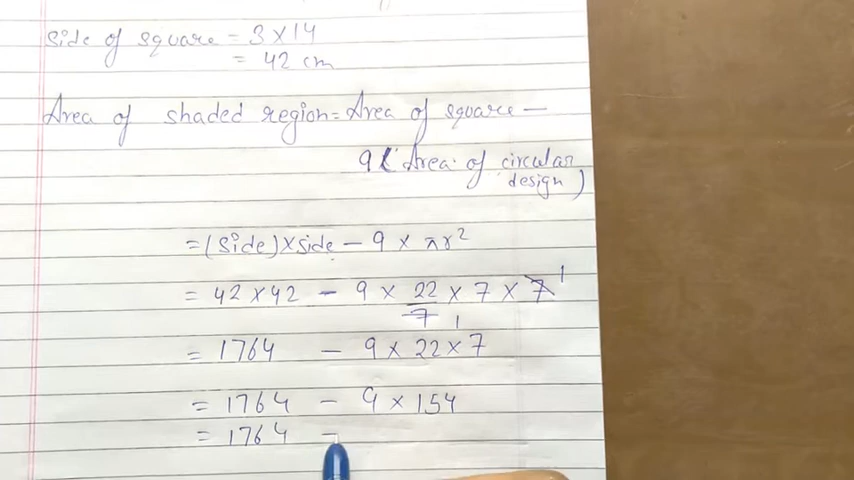 Side of square = 3 × 14
= 42 cm
Area of shaded region = Area of square —
9 ( Area of circular
design )
= (Side) × side — 9 × πr²
= 42 × 42 — 9 × 22/7 × 7 × 7 1
1
= 1764 — 9 × 22 × 7
= 1764 — 9 × 154
= 1764 —